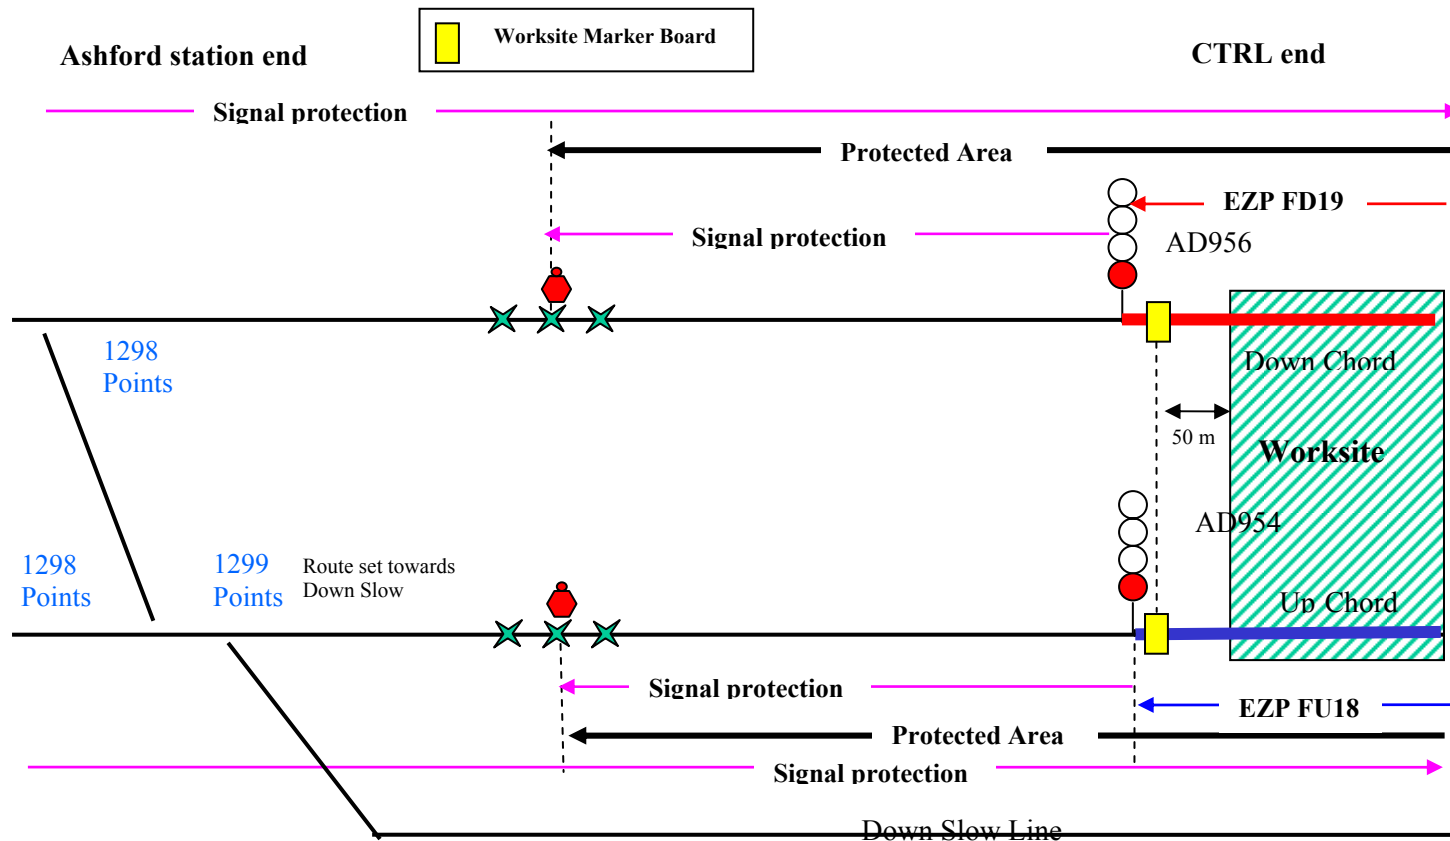 Worksite Marker Board
Ashford station end
CTRL end
Signal protection
Protected Area
EZP FD19
Signal protection
AD956
1298
Points
Down Chord
50 m
Worksite
AD954
1298
Points
1299
Points
Route set towards
Down Slow
Up Chord
Signal protection
EZP FU18
Protected Area
Signal protection
Down Slow Line